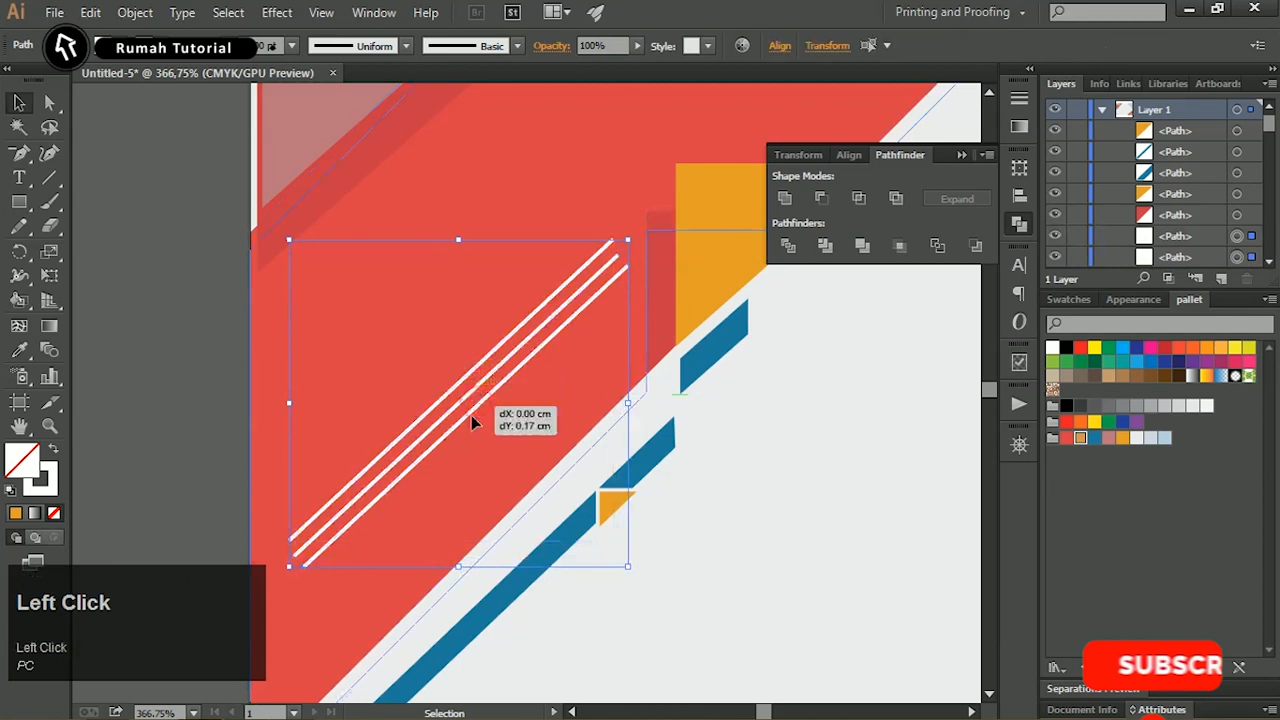 Ai File Edit Object Type Select Effect View Window Help Br St Printing and Proofing
Path Rumah Tutorial pt Uniform Basic Opacity: 100% Style: Align Transform
Untitled-5* @ 366,75% (CMYK/GPU Preview) ×
Layers Info Links Libraries Artboards
Layer 1
<Path>
<Path>
<Path>
<Path>
<Path>
<Path>
<Path>
1 Layer
Transform Align Pathfinder
Shape Modes:
Expand
Pathfinders:
Swatches Appearance pallet
dX: 0.00 cm
dY: 0.17 cm
Left Click
Left Click
PC
SUBSCR
Document Info Attributes
366,75% 1 Selection